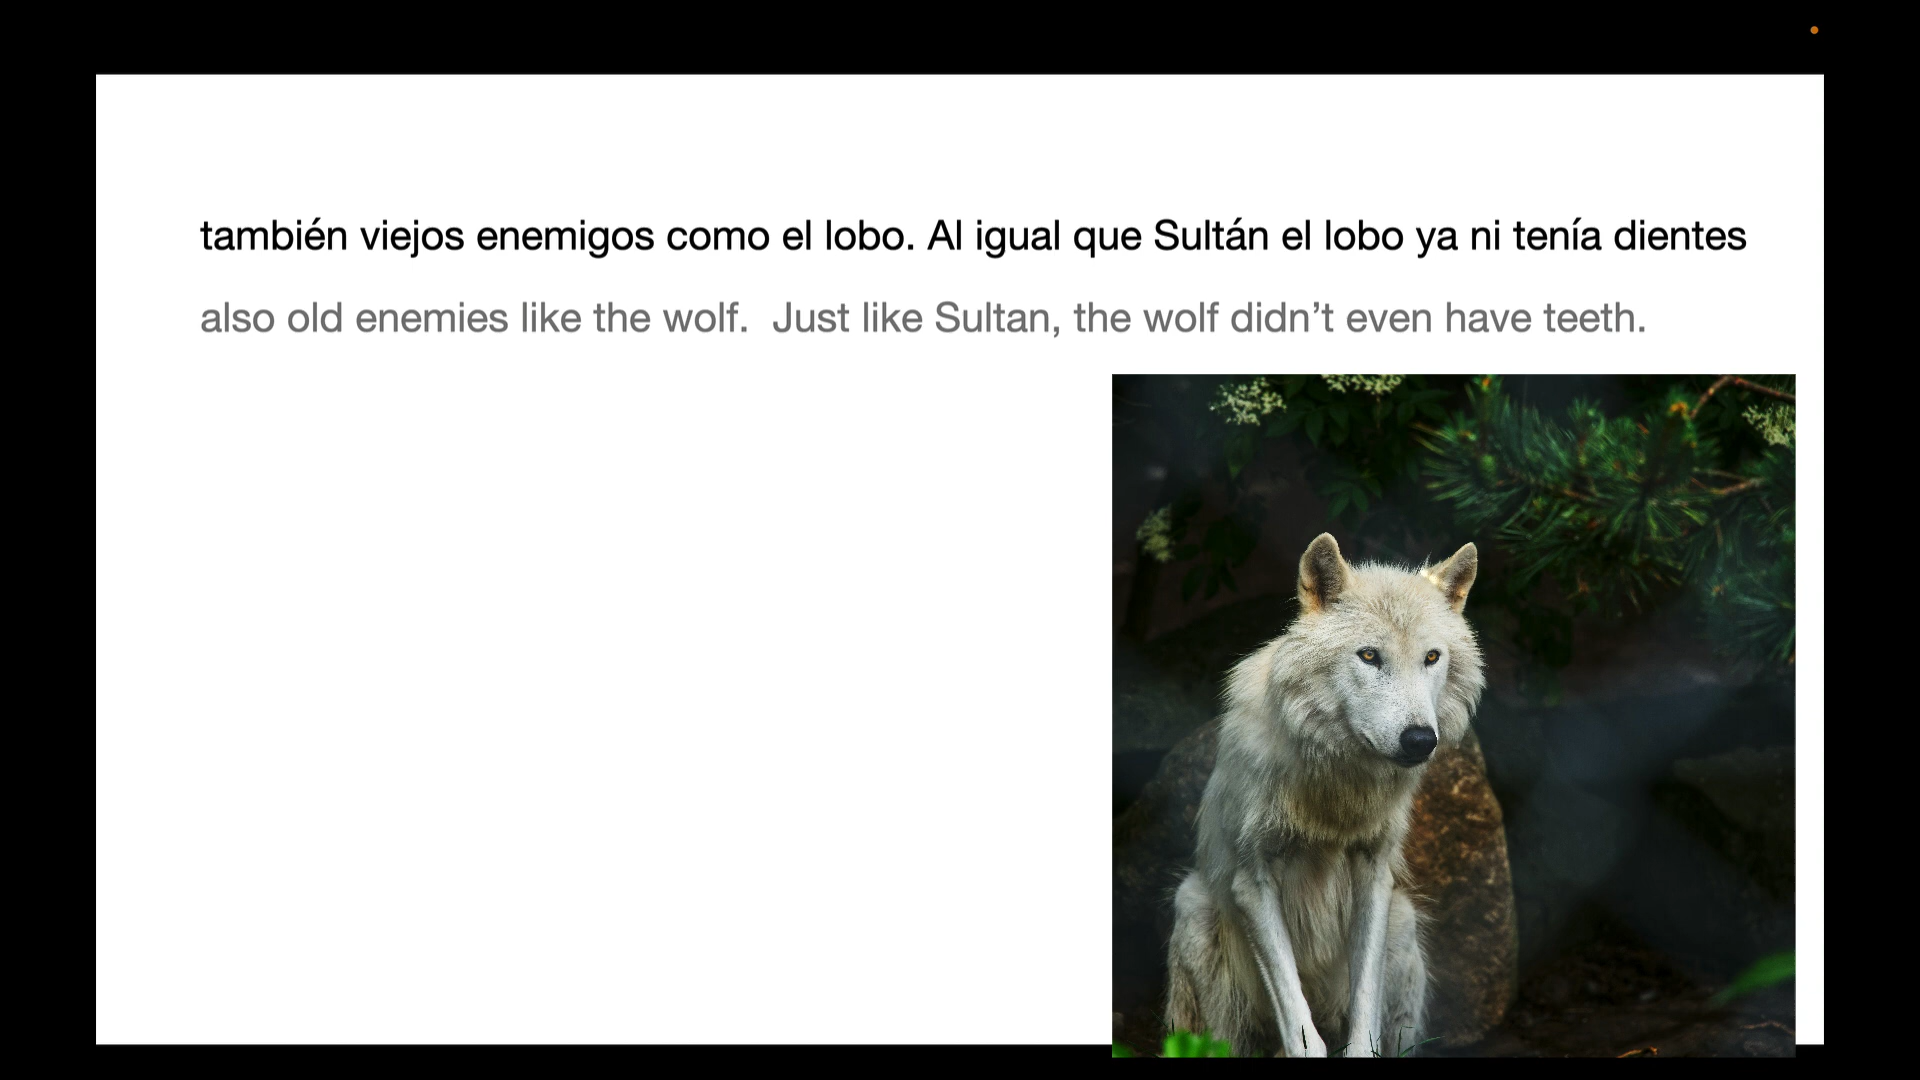 también viejos enemigos como el lobo. Al igual que Sultán el lobo ya ni tenía dientes
also old enemies like the wolf.  Just like Sultan, the wolf didn’t even have teeth.